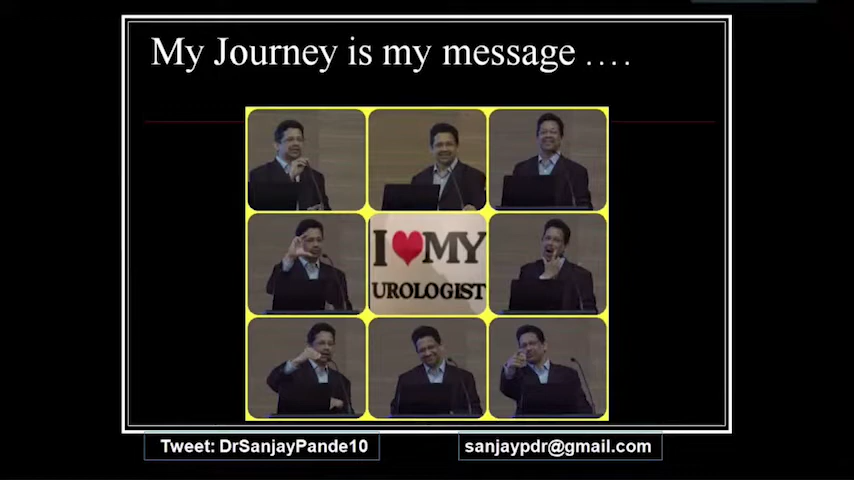 My Journey is my message ....
I ❤ MY
UROLOGIST
Tweet: DrSanjayPande10
sanjaypdr@gmail.com